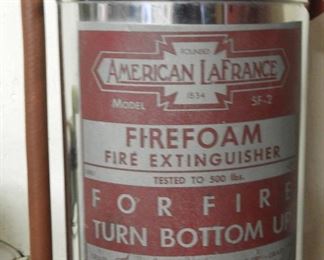 FOUNDED
AMERICAN LAFRANCE
1834
MODEL SF-2
FIREFOAM
FIRE EXTINGUISHER
TESTED TO 500 lbs.
FOR FIRE
TURN BOTTOM UP